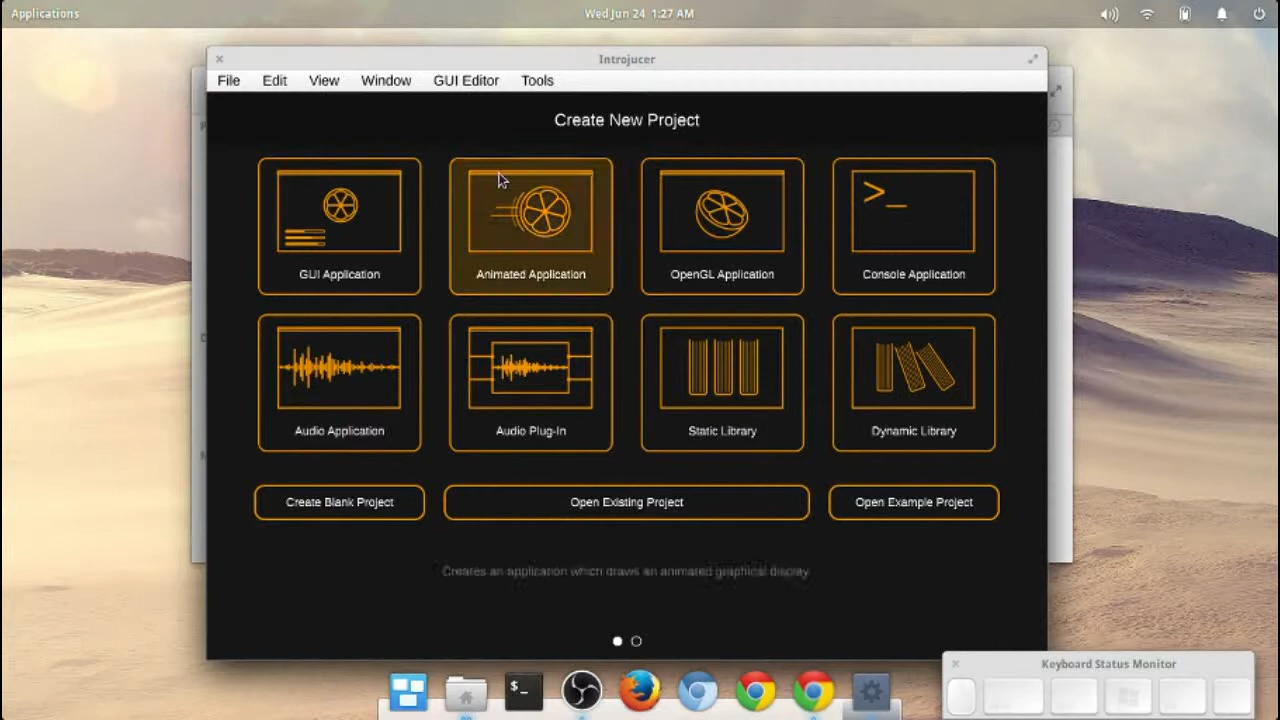 Applications
Wed Jun 24 1:27 AM
Introjucer
File Edit View Window GUI Editor Tools
Create New Project
GUI Application
Animated Application
OpenGL Application
>_
Console Application
Audio Application
Audio Plug-In
Static Library
Dynamic Library
Create Blank Project
Open Existing Project
Open Example Project
Creates an application which draws an animated graphical display
$_
Keyboard Status Monitor